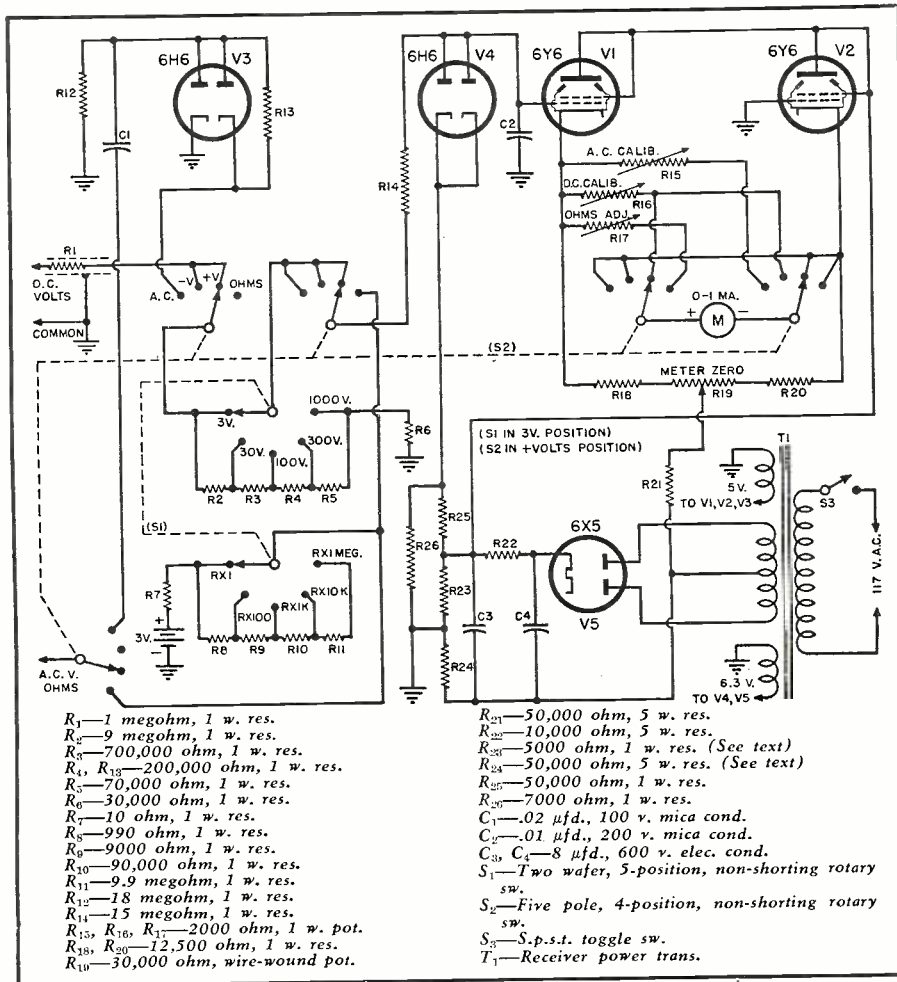 6H6 V3
6H6 V4
6Y6 V1
6Y6 V2
R12
C1
R13
R14
C2
A.C. CALIB.
R15
D.C. CALIB.
R16
OHMS ADJ.
R17
R1
D.C.
VOLTS
COMMON
A.C.
-V
+V
OHMS
0-1 MA.
+ M -
(S2)
METER ZERO
R18 R19 R20
3V.
30V.
100V.
300V.
1000V.
R6
R2 R3 R4 R5
(S1 IN 3V. POSITION)
(S2 IN +VOLTS POSITION)
R21
T1
5V.
TO V1,V2,V3
S3
117 V.A.C.
(S1)
R25
R26
R22
6X5
V5
R23
C3
C4
R24
R7
RX1
RX100
RX1K
RX10K
RX1MEG.
R8 R9 R10 R11
+
3V.
-
A.C.V.
OHMS
6.3 V.
TO V4,V5
R₁—1 megohm, 1 w. res.
R₂—9 megohm, 1 w. res.
R₃—700,000 ohm, 1 w. res.
R₄, R₁₃—200,000 ohm, 1 w. res.
R₅—70,000 ohm, 1 w. res.
R₆—30,000 ohm, 1 w. res.
R₇—10 ohm, 1 w. res.
R₈—990 ohm, 1 w. res.
R₉—9000 ohm, 1 w. res.
R₁₀—90,000 ohm, 1 w. res.
R₁₁—9.9 megohm, 1 w. res.
R₁₂—18 megohm, 1 w. res.
R₁₄—15 megohm, 1 w. res.
R₁₅, R₁₆, R₁₇—2000 ohm, 1 w. pot.
R₁₈, R₂₀—12,500 ohm, 1 w. res.
R₁₉—30,000 ohm, wire-wound pot.
R₂₁—50,000 ohm, 5 w. res.
R₂₂—10,000 ohm, 5 w. res.
R₂₃—5000 ohm, 1 w. res. (See text)
R₂₄—50,000 ohm, 5 w. res. (See text)
R₂₅—50,000 ohm, 1 w. res.
R₂₆—7000 ohm, 1 w. res.
C₁—.02 μfd., 100 v. mica cond.
C₂—.01 μfd., 200 v. mica cond.
C₃, C₄—8 μfd., 600 v. elec. cond.
S₁—Two wafer, 5-position, non-shorting rotary
sw.
S₂—Five pole, 4-position, non-shorting rotary
sw.
S₃—S.p.s.t. toggle sw.
T₁—Receiver power trans.